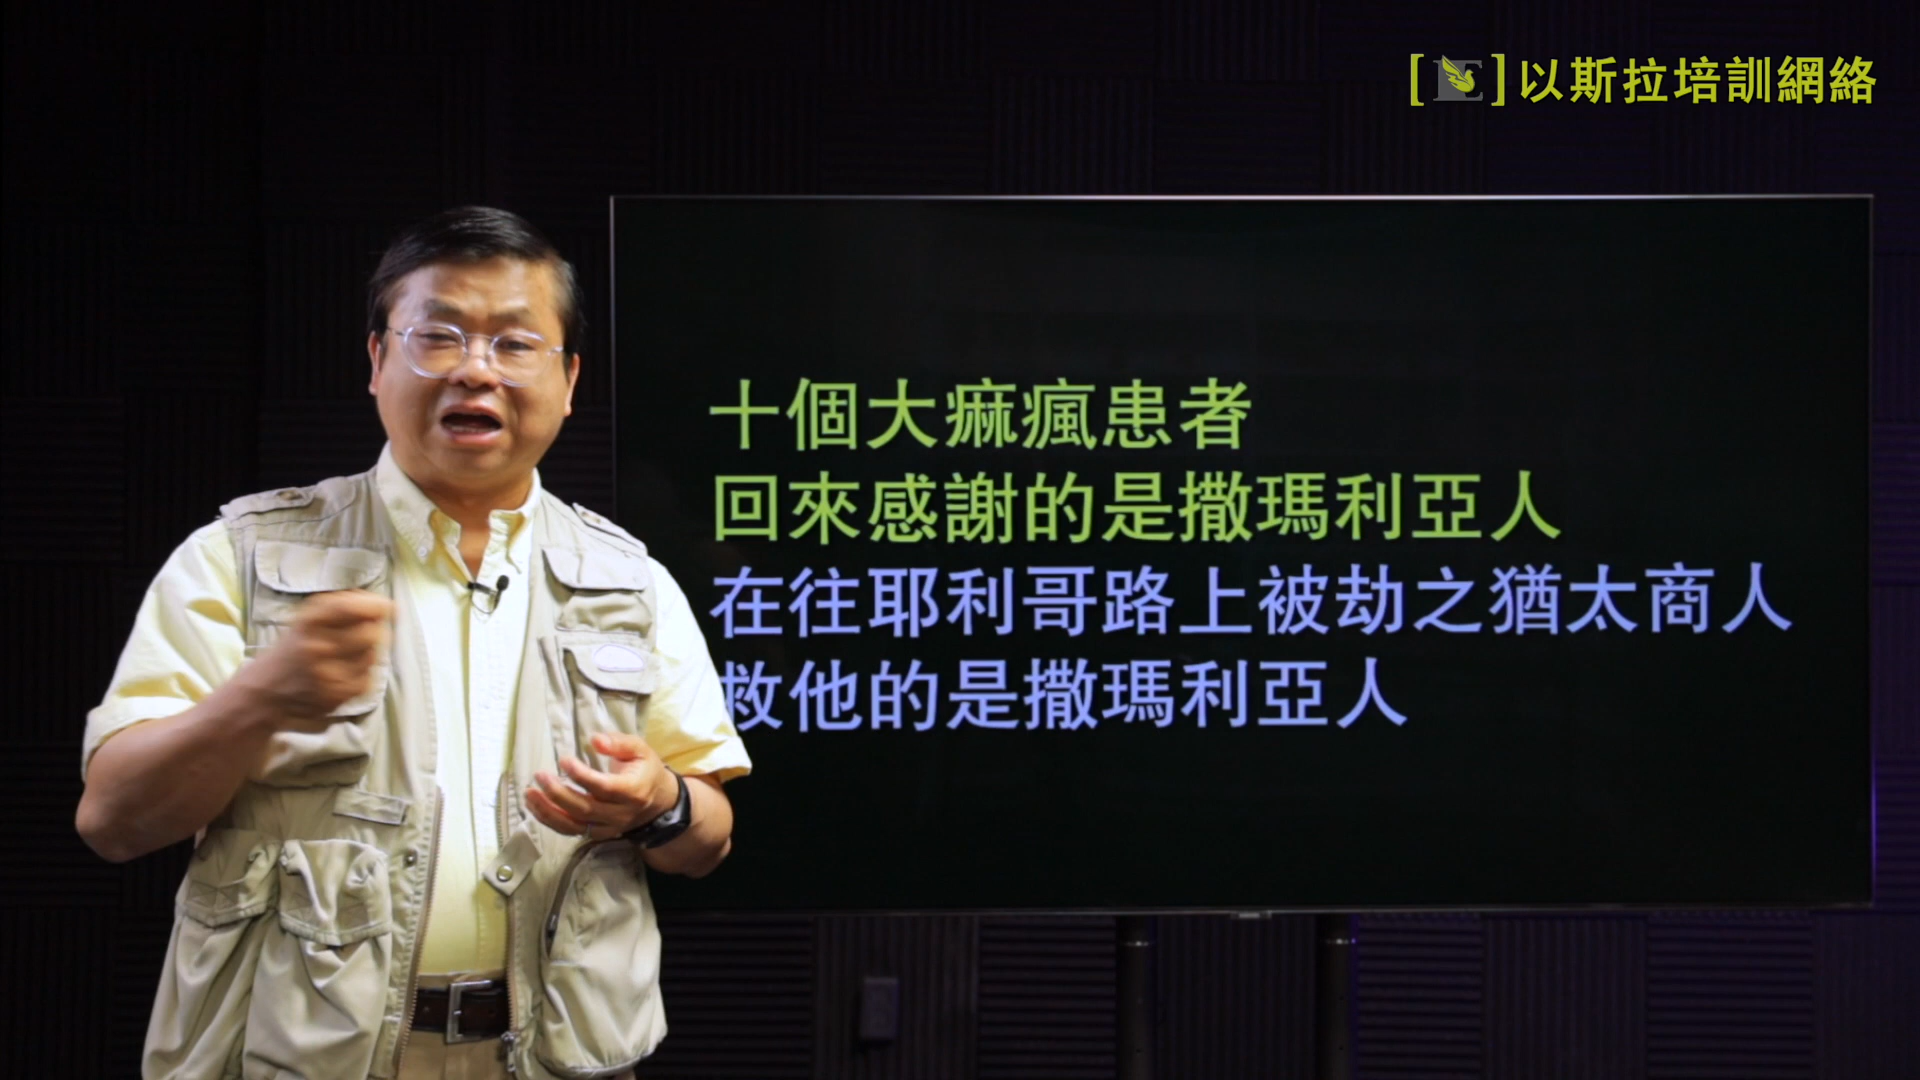 [E]以斯拉培訓網絡
十個大痲瘋患者
回來感謝的是撒瑪利亞人
在往耶利哥路上被劫之猶太商人
救他的是撒瑪利亞人